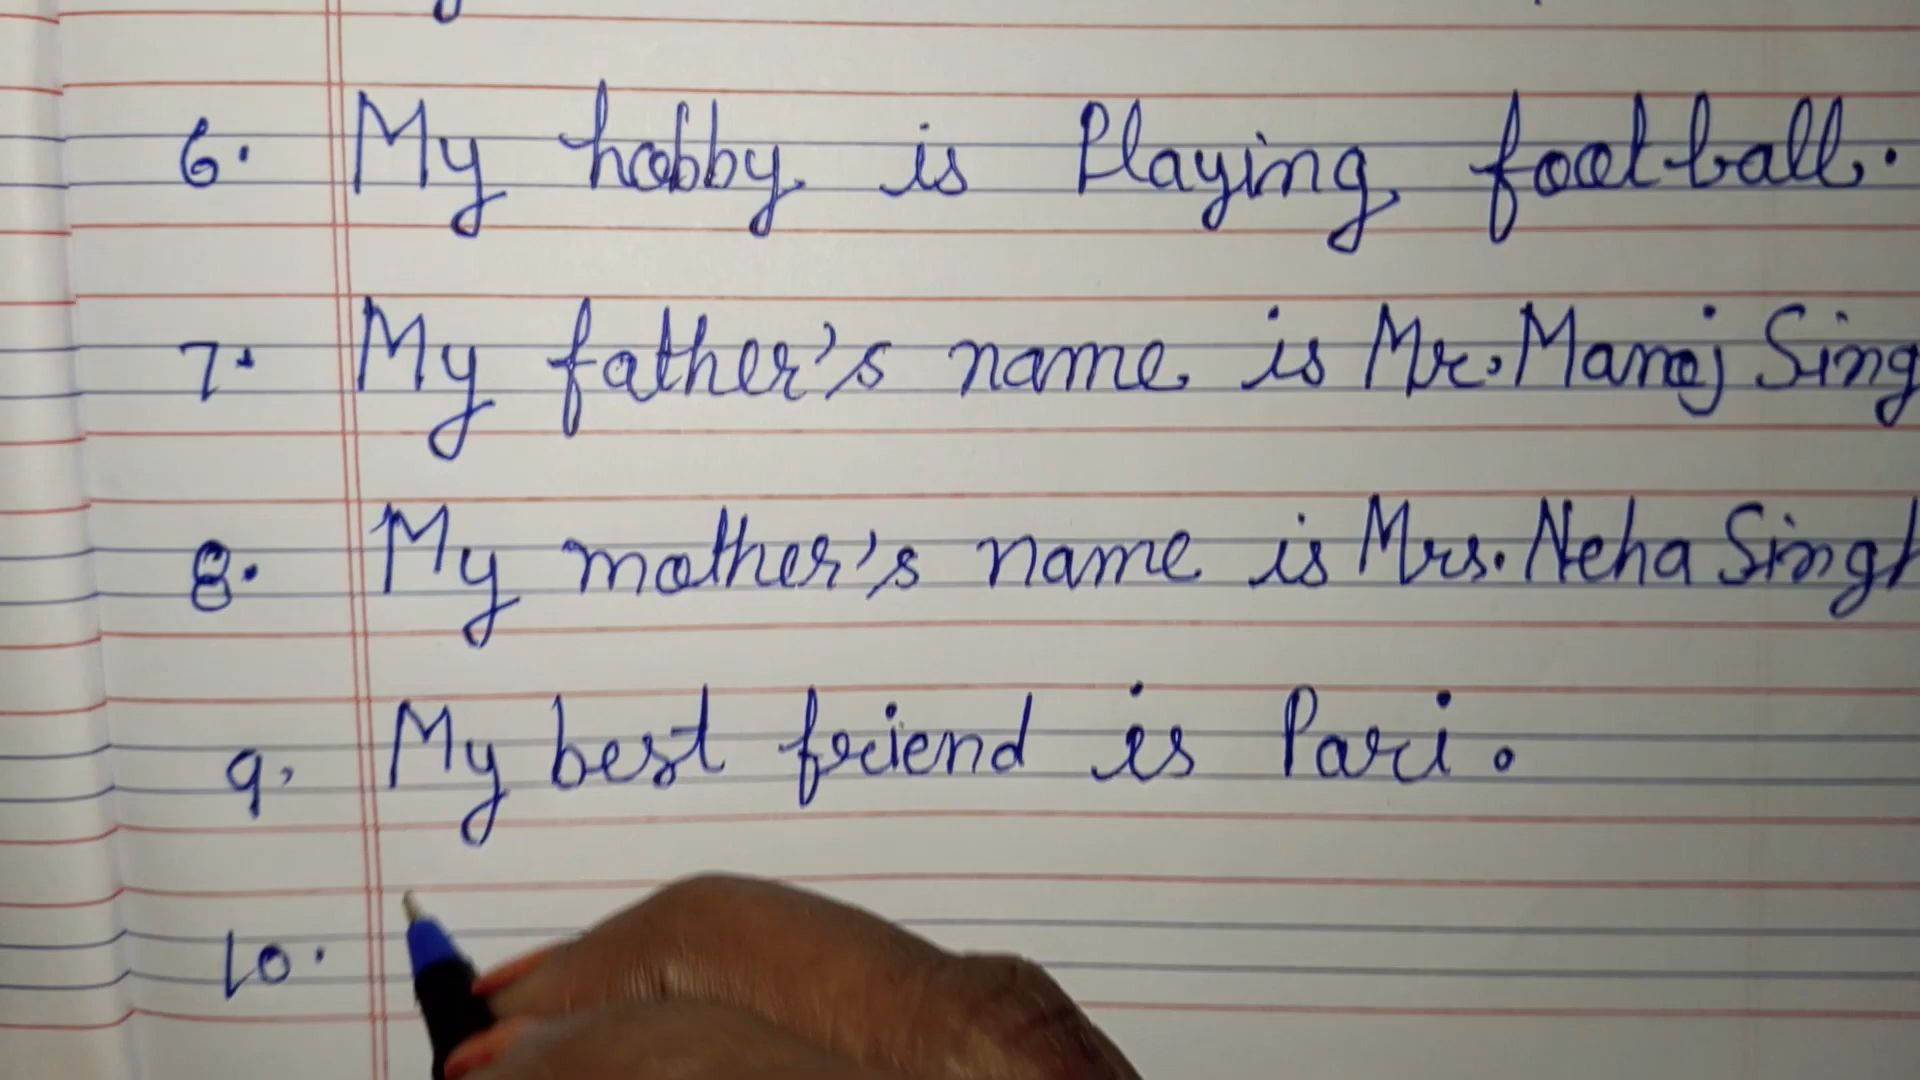 6. My hobby is Playing football.
7. My father's name is Mr. Manoj Sing
8. My mother's name is Mrs. Neha Singh
9. My best friend is Pari.
10.